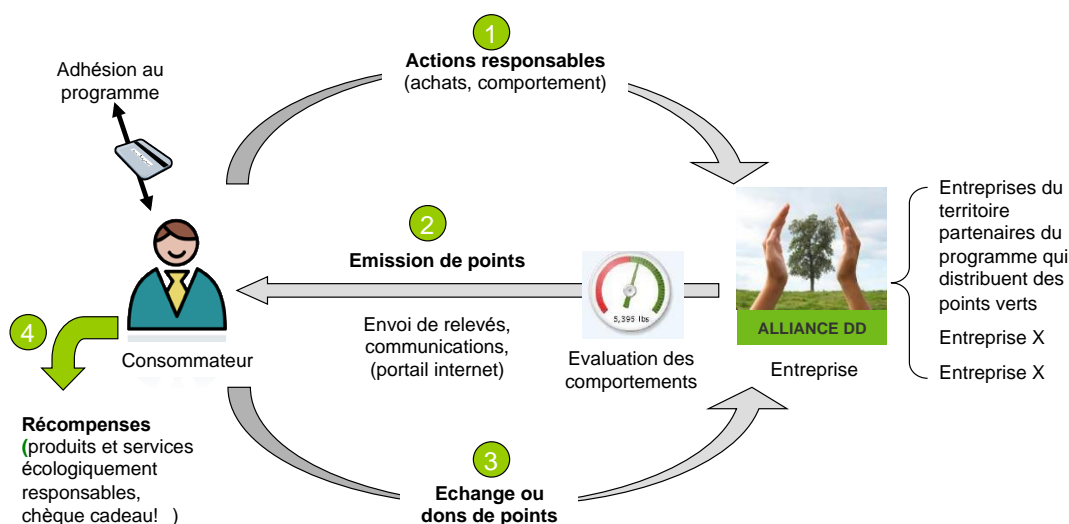 1
Actions responsables
(achats, comportement)
Adhésion au
programme
2
Emission de points
Envoi de relevés,
communications,
(portail internet)
5,395 lbs
Evaluation des
comportements
ALLIANCE DD
Entreprise
Entreprises du
territoire
partenaires du
programme qui
distribuent des
points verts
Entreprise X
Entreprise X
Consommateur
4
Récompenses
(produits et services
écologiquement
responsables,
chèque cadeau! )
3
Echange ou
dons de points